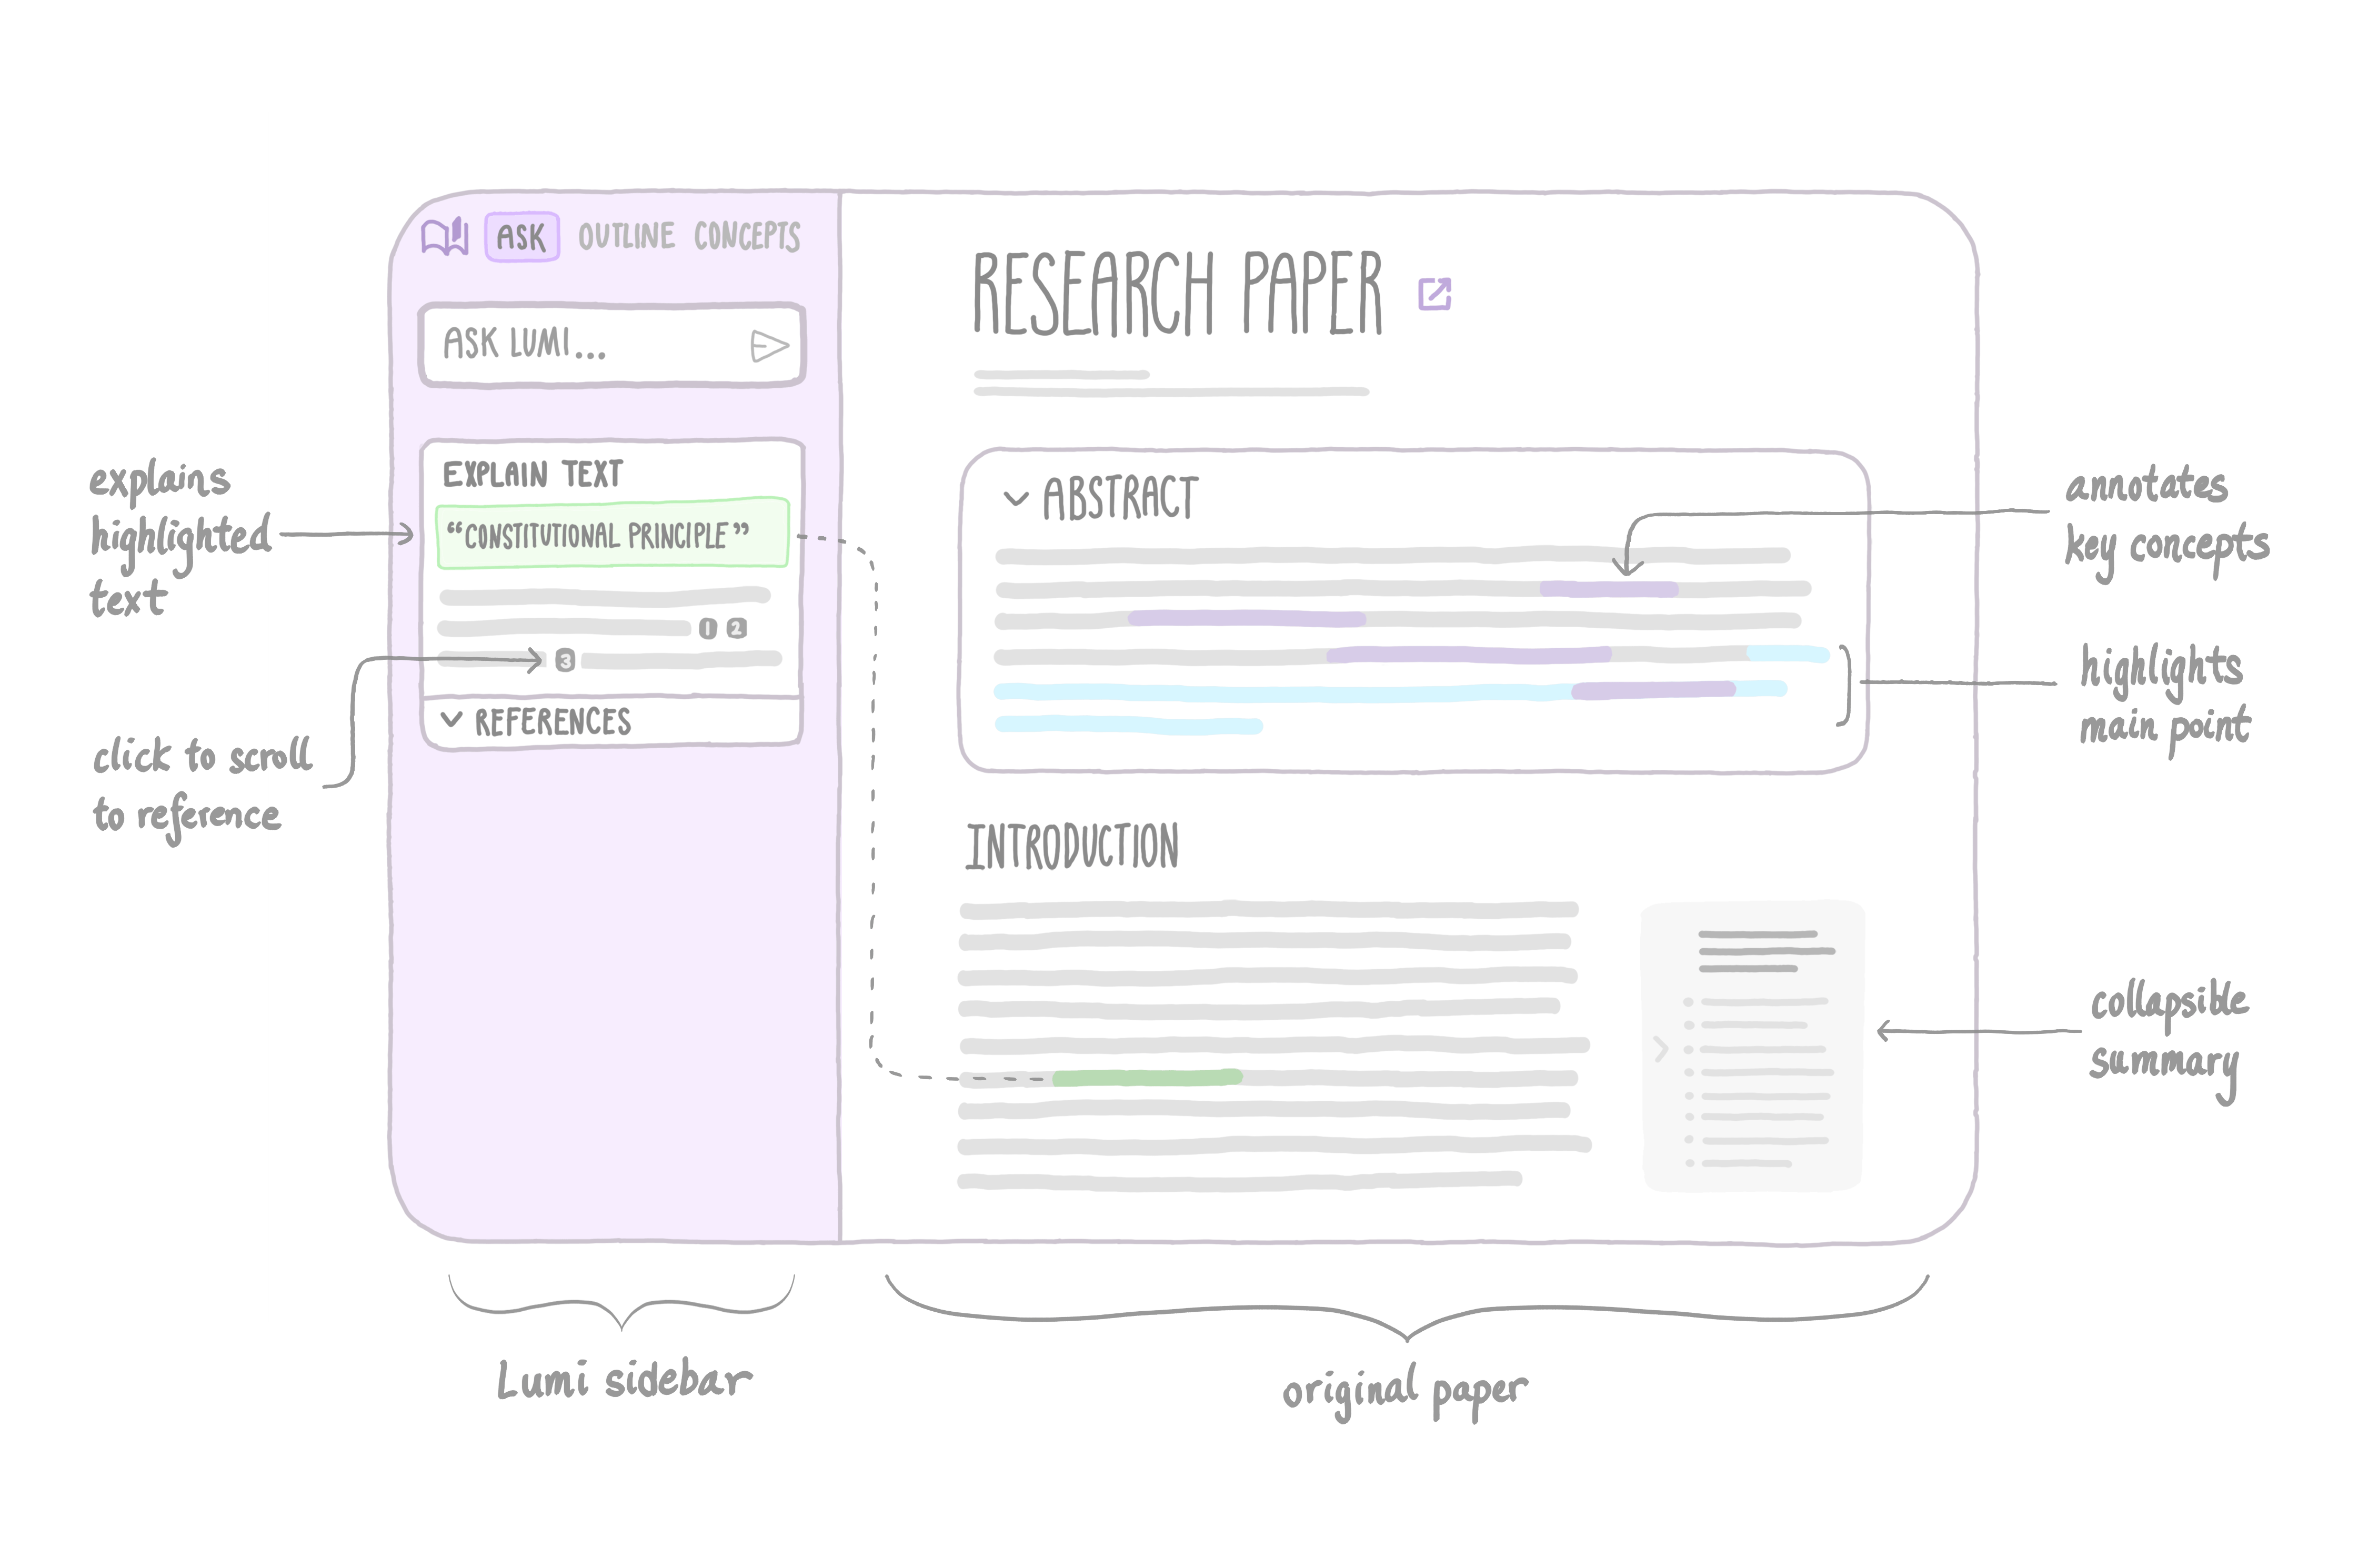 ASK OUTLINE CONCEPTS
ASK LUMI...
EXPLAIN TEXT
“CONSTITUTIONAL PRINCIPLE”
1 2
3
REFERENCES
RESEARCH PAPER
ABSTRACT
INTRODUCTION
explains
highlighted
text
click to scroll
to reference
annotates
key concepts
highlights
main point
collapsible
summary
Lumi sidebar
original paper